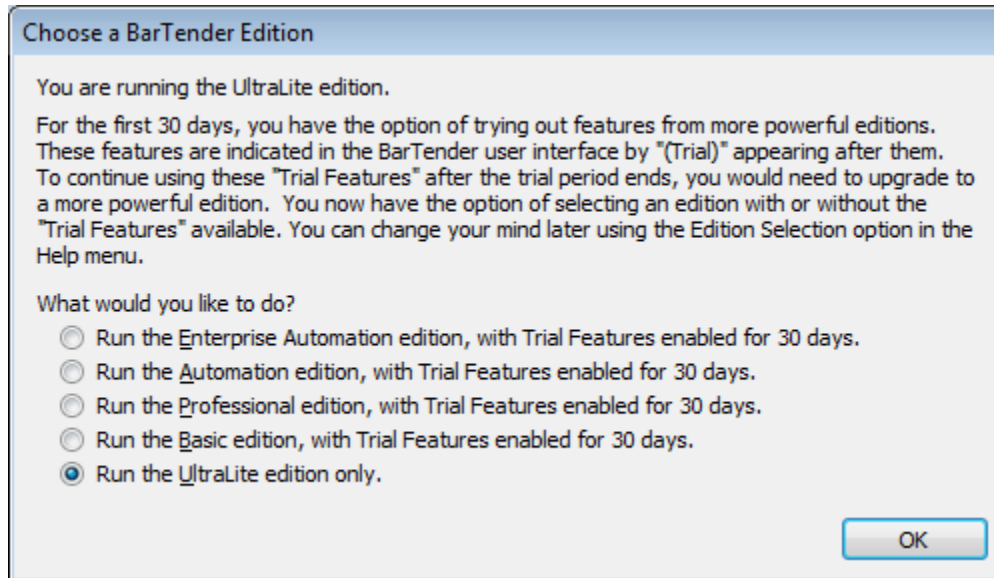 Choose a BarTender Edition
You are running the UltraLite edition.
For the first 30 days, you have the option of trying out features from more powerful editions.
These features are indicated in the BarTender user interface by "(Trial)" appearing after them.
To continue using these "Trial Features" after the trial period ends, you would need to upgrade to
a more powerful edition.  You now have the option of selecting an edition with or without the
"Trial Features" available. You can change your mind later using the Edition Selection option in the
Help menu.
What would you like to do?
Run the Enterprise Automation edition, with Trial Features enabled for 30 days.
Run the Automation edition, with Trial Features enabled for 30 days.
Run the Professional edition, with Trial Features enabled for 30 days.
Run the Basic edition, with Trial Features enabled for 30 days.
Run the UltraLite edition only.
OK